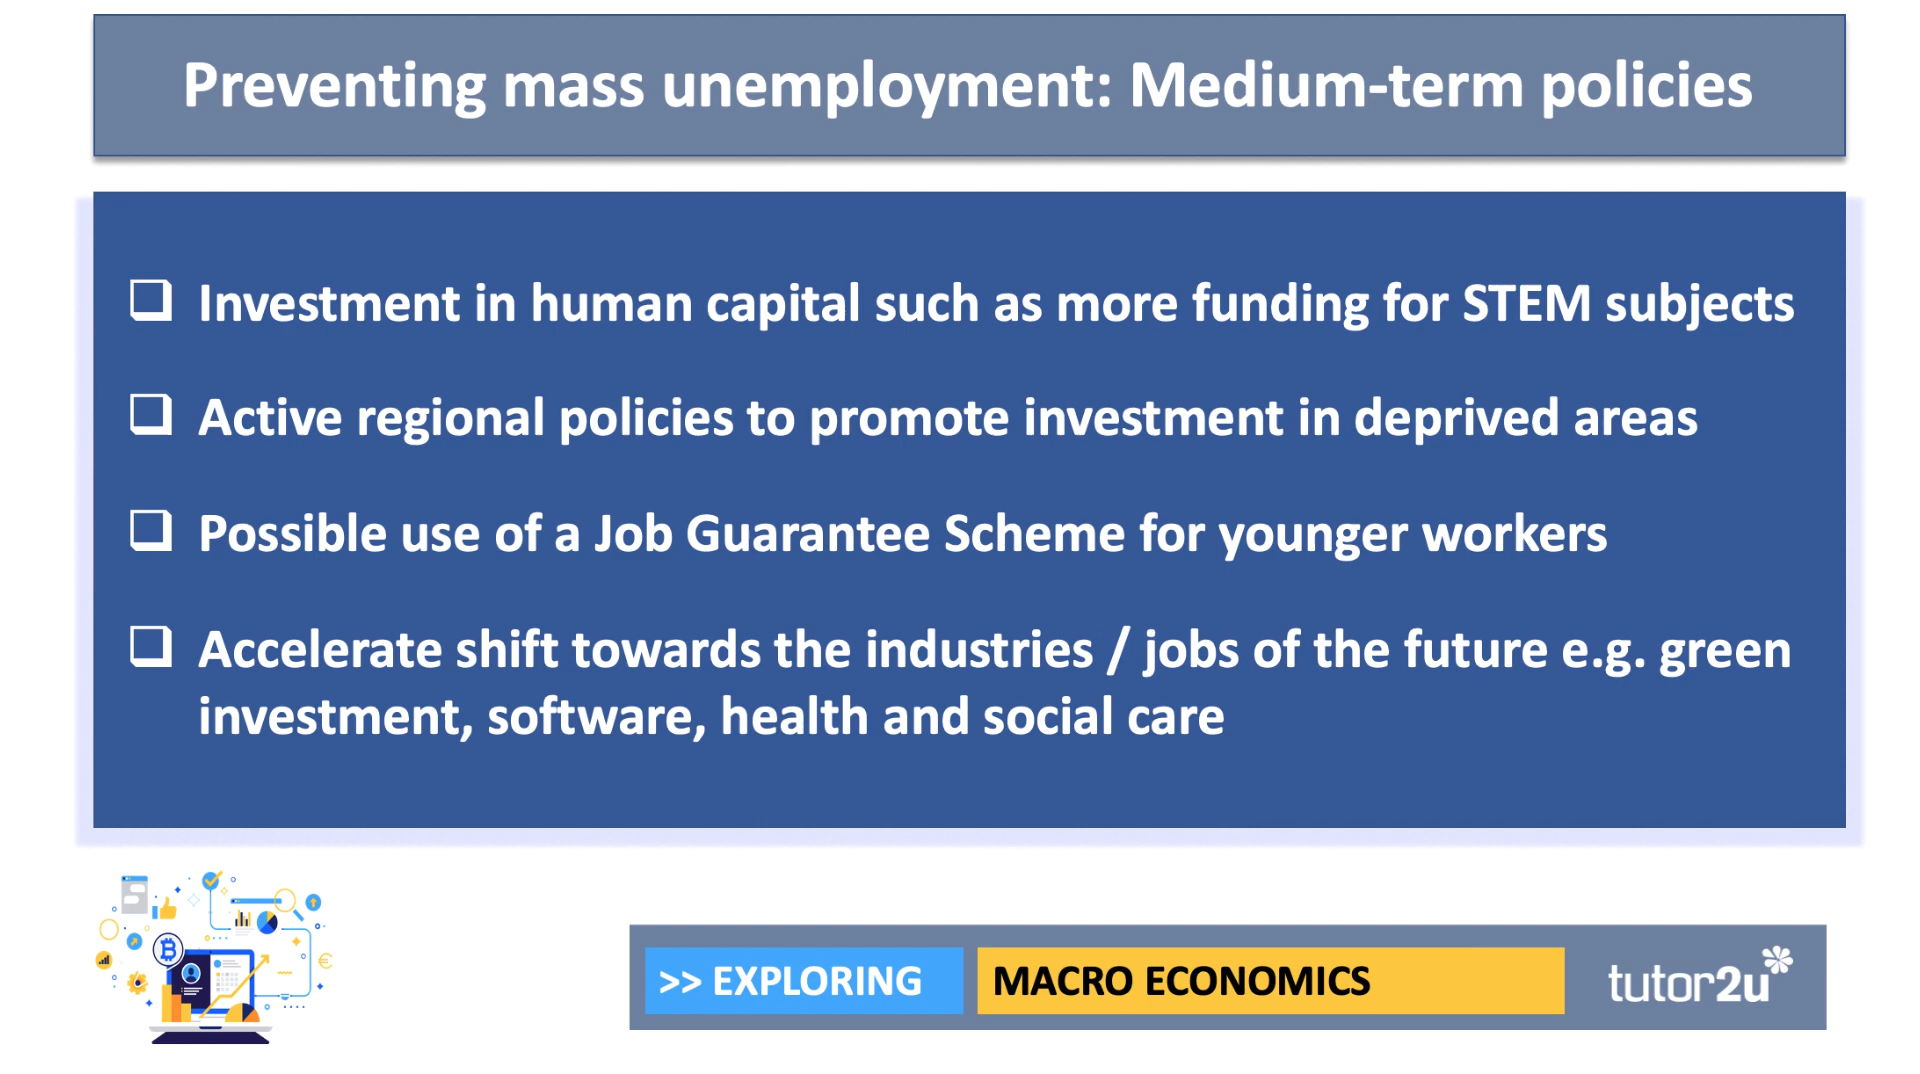 Preventing mass unemployment: Medium-term policies
❑ Investment in human capital such as more funding for STEM subjects
❑ Active regional policies to promote investment in deprived areas
❑ Possible use of a Job Guarantee Scheme for younger workers
❑ Accelerate shift towards the industries / jobs of the future e.g. green
investment, software, health and social care
>> EXPLORING MACRO ECONOMICS tutor2u